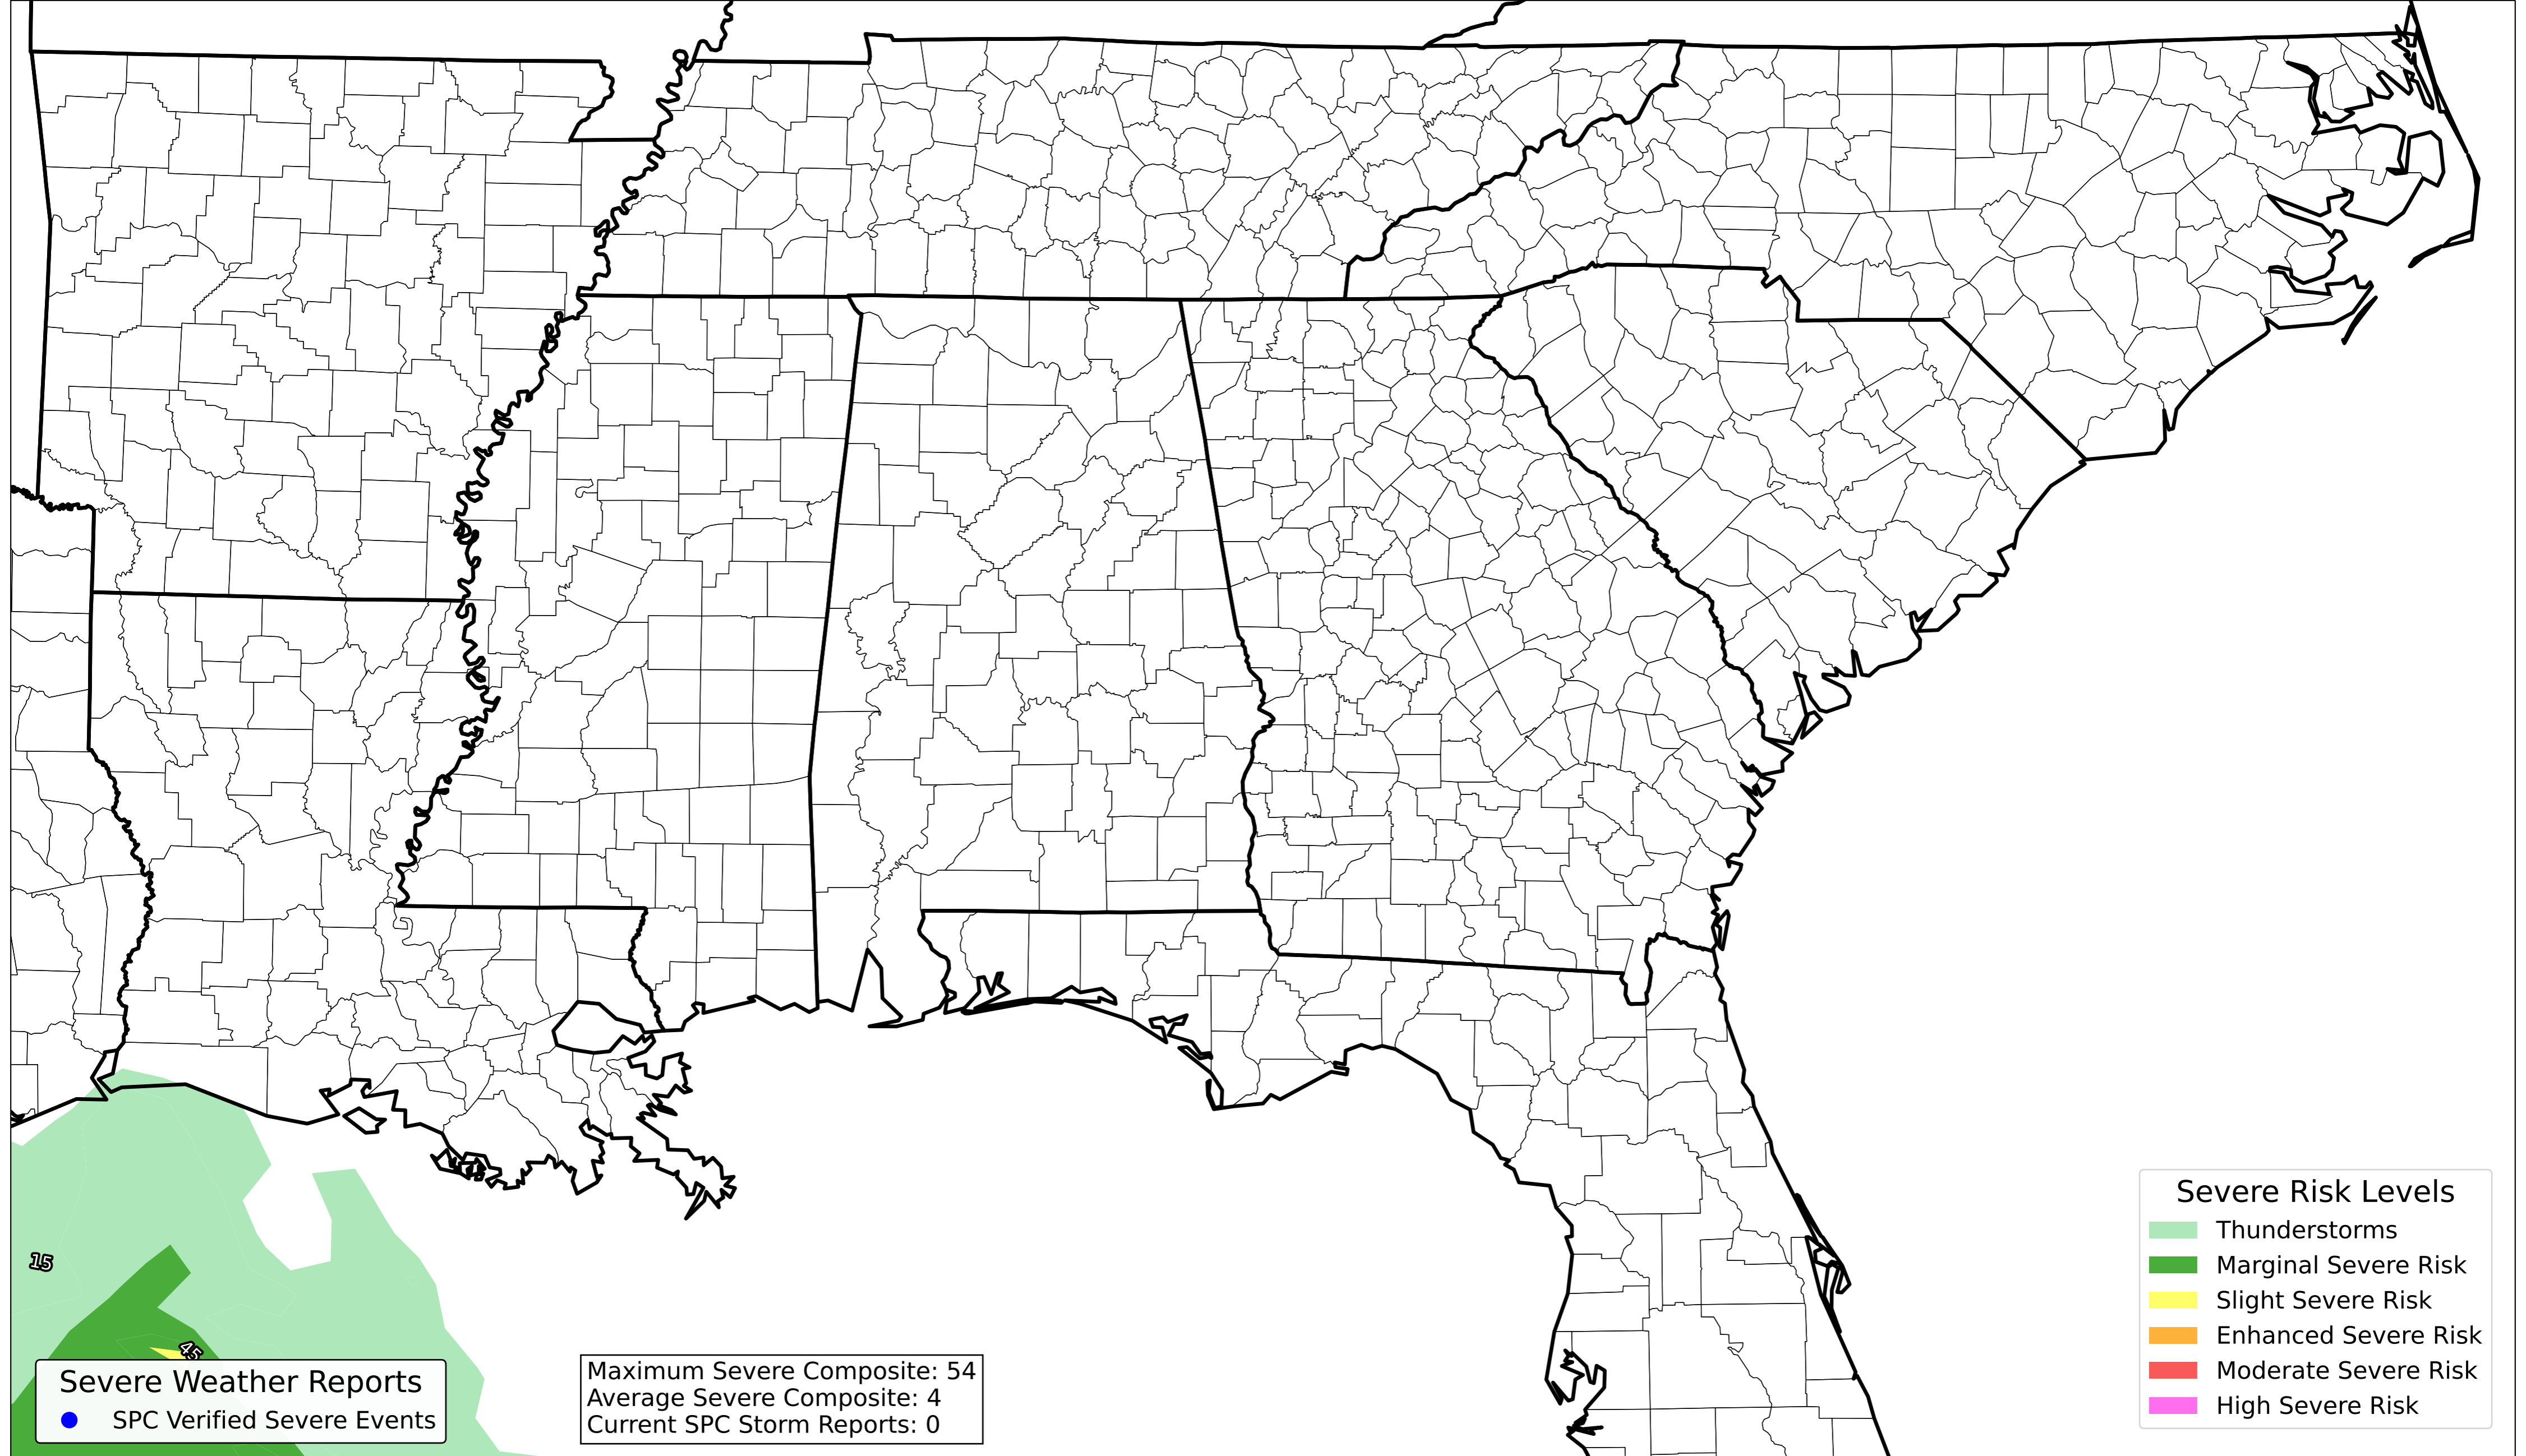 15
45
Severe Weather Reports
SPC Verified Severe Events
Maximum Severe Composite: 54
Average Severe Composite: 4
Current SPC Storm Reports: 0
Severe Risk Levels
Thunderstorms
Marginal Severe Risk
Slight Severe Risk
Enhanced Severe Risk
Moderate Severe Risk
High Severe Risk